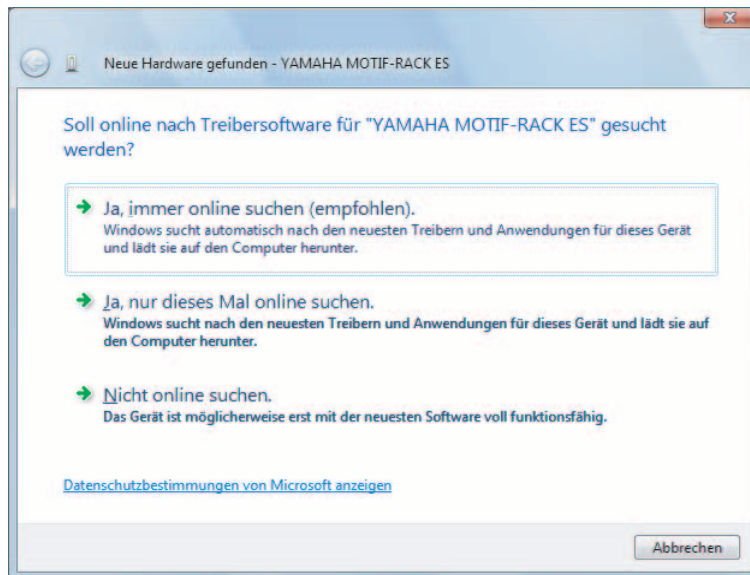 Neue Hardware gefunden - YAMAHA MOTIF-RACK ES
Soll online nach Treibersoftware für "YAMAHA MOTIF-RACK ES" gesucht
werden?
Ja, immer online suchen (empfohlen).
Windows sucht automatisch nach den neuesten Treibern und Anwendungen für dieses Gerät
und lädt sie auf den Computer herunter.
Ja, nur dieses Mal online suchen.
Windows sucht nach den neuesten Treibern und Anwendungen für dieses Gerät und lädt sie auf
den Computer herunter.
Nicht online suchen.
Das Gerät ist möglicherweise erst mit der neuesten Software voll funktionsfähig.
Datenschutzbestimmungen von Microsoft anzeigen
Abbrechen